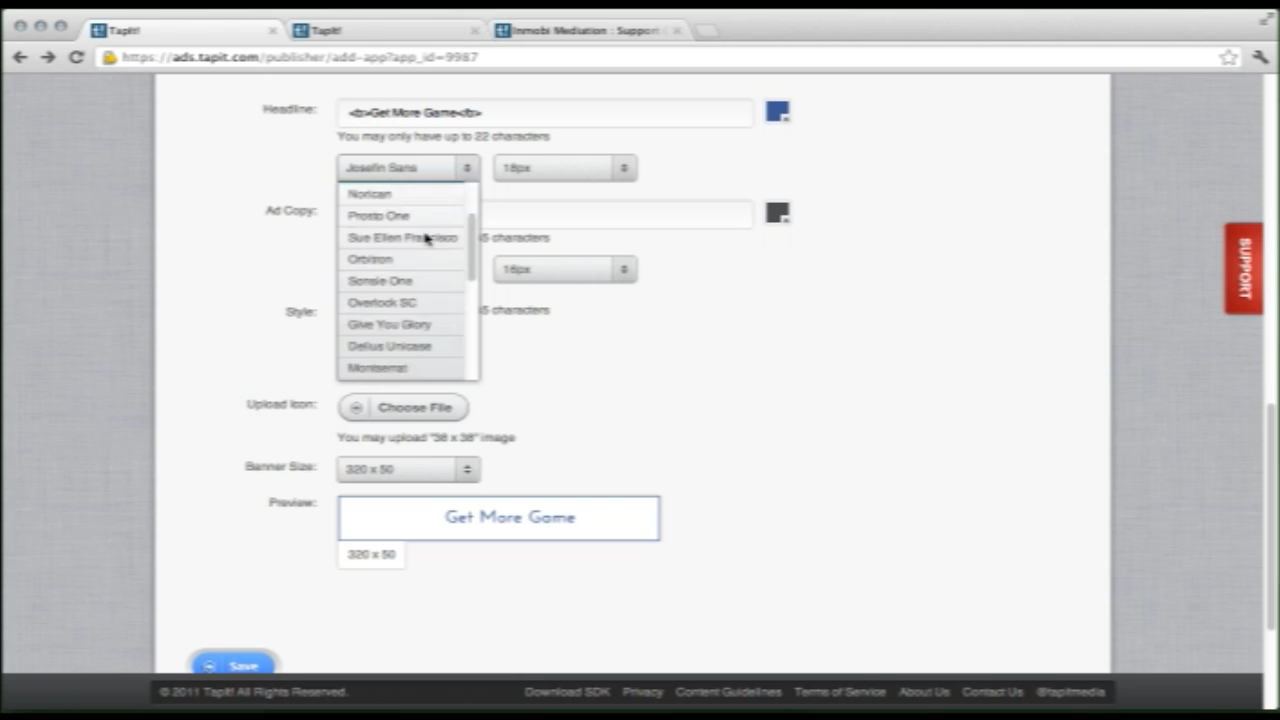 TapIt!
TapIt!
Inmobi Mediation : Support
https://ads.tapit.com/publisher/add-app?app_id=9987
Headline:
<b>Get More Game</b>
You may only have up to 22 characters
Josefin Sans
18px
Norican
Ad Copy:
Prosto One
Sue Ellen Francisco
5 characters
Orbitron
16px
Sonsie One
Overlock SC
Style:
5 characters
Give You Glory
Delius Unicase
Montserrat
Upload Icon:
Choose File
You may upload "38 x 38" image
Banner Size:
320 x 50
Preview:
Get More Game
320 x 50
Save
SUPPORT
© 2011 TapIt! All Rights Reserved.
Download SDK Privacy Content Guidelines Terms of Service About Us Contact Us @tapitmedia